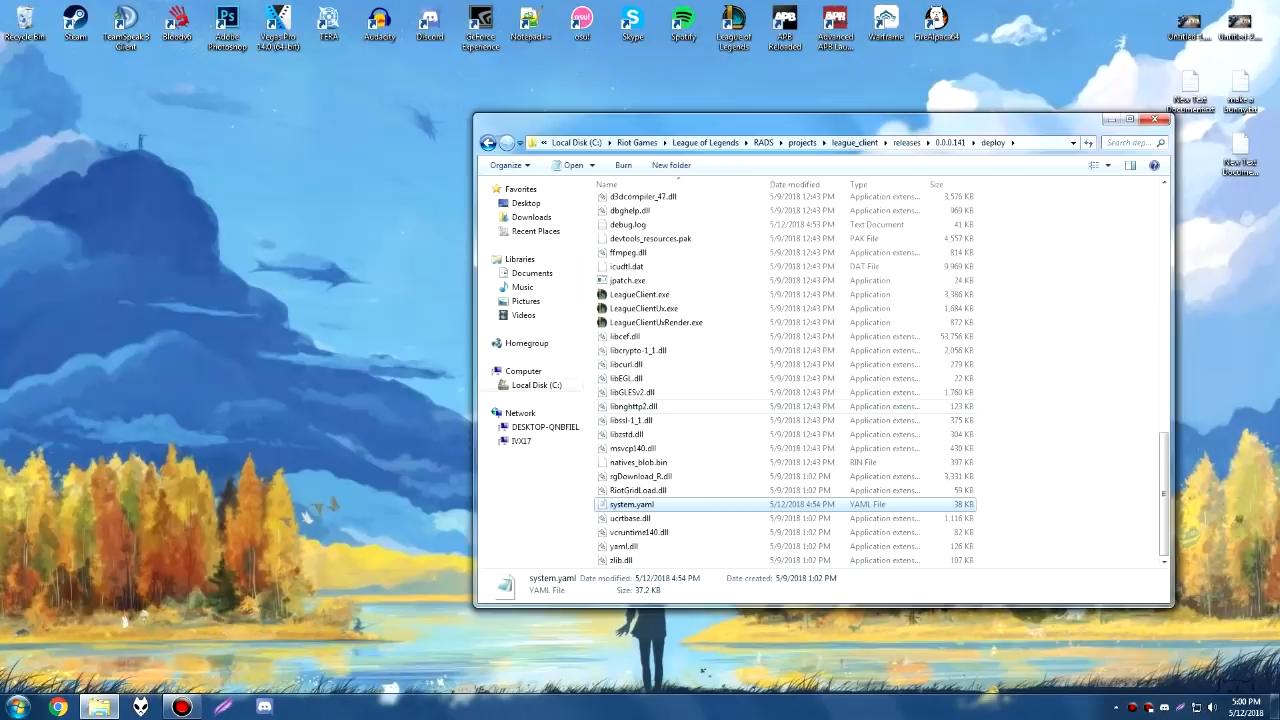 Recycle Bin
Steam
TeamSpeak 3 Client
Bloody6
Adobe Photoshop
Vegas Pro 14.0 (64-bit)
TERA
Audacity
Discord
GeForce Experience
Notepad++
osu!
Skype
Spotify
League of Legends
APB Reloaded
Advanced APB Lau...
Warframe
FireAlpaca64
Untitled-1....
Untitled-2....
New Text Document.txt
make a bunny.txt
New Text Docume...
« Local Disk (C:) Riot Games League of Legends RADS projects league_client releases 0.0.0.141 deploy
Search dep...
Organize Open Burn New folder
Favorites
Desktop
Downloads
Recent Places
Libraries
Documents
Music
Pictures
Videos
Homegroup
Computer
Local Disk (C:)
Network
DESKTOP-QNBFIEL
IVX17
Name Date modified Type Size
d3dcompiler_47.dll 5/9/2018 12:43 PM Application extens... 3,576 KB
dbghelp.dll 5/9/2018 12:43 PM Application extens... 969 KB
debug.log 5/12/2018 4:53 PM Text Document 41 KB
devtools_resources.pak 5/9/2018 12:43 PM PAK File 4,557 KB
ffmpeg.dll 5/9/2018 12:43 PM Application extens... 814 KB
icudtl.dat 5/9/2018 12:43 PM DAT File 9,969 KB
jpatch.exe 5/9/2018 12:43 PM Application 24 KB
LeagueClient.exe 5/9/2018 12:43 PM Application 3,386 KB
LeagueClientUx.exe 5/9/2018 12:43 PM Application 1,684 KB
LeagueClientUxRender.exe 5/9/2018 12:43 PM Application 872 KB
libcef.dll 5/9/2018 12:43 PM Application extens... 53,756 KB
libcrypto-1_1.dll 5/9/2018 12:43 PM Application extens... 2,056 KB
libcurl.dll 5/9/2018 12:43 PM Application extens... 279 KB
libEGL.dll 5/9/2018 12:43 PM Application extens... 22 KB
libGLESv2.dll 5/9/2018 12:43 PM Application extens... 1,760 KB
libnghttp2.dll 5/9/2018 12:43 PM Application extens... 123 KB
libssl-1_1.dll 5/9/2018 12:43 PM Application extens... 375 KB
libzstd.dll 5/9/2018 12:43 PM Application extens... 304 KB
msvcp140.dll 5/9/2018 12:43 PM Application extens... 430 KB
natives_blob.bin 5/9/2018 12:43 PM BIN File 397 KB
rgDownload_R.dll 5/9/2018 1:02 PM Application extens... 3,331 KB
RiotGridLoad.dll 5/9/2018 1:02 PM Application extens... 59 KB
system.yaml 5/12/2018 4:54 PM YAML File 38 KB
ucrtbase.dll 5/9/2018 1:02 PM Application extens... 1,116 KB
vcruntime140.dll 5/9/2018 1:02 PM Application extens... 82 KB
yaml.dll 5/9/2018 1:02 PM Application extens... 126 KB
zlib.dll 5/9/2018 1:02 PM Application extens... 107 KB
system.yaml Date modified: 5/12/2018 4:54 PM Date created: 5/9/2018 1:02 PM
YAML File Size: 37.2 KB
5:00 PM
5/12/2018